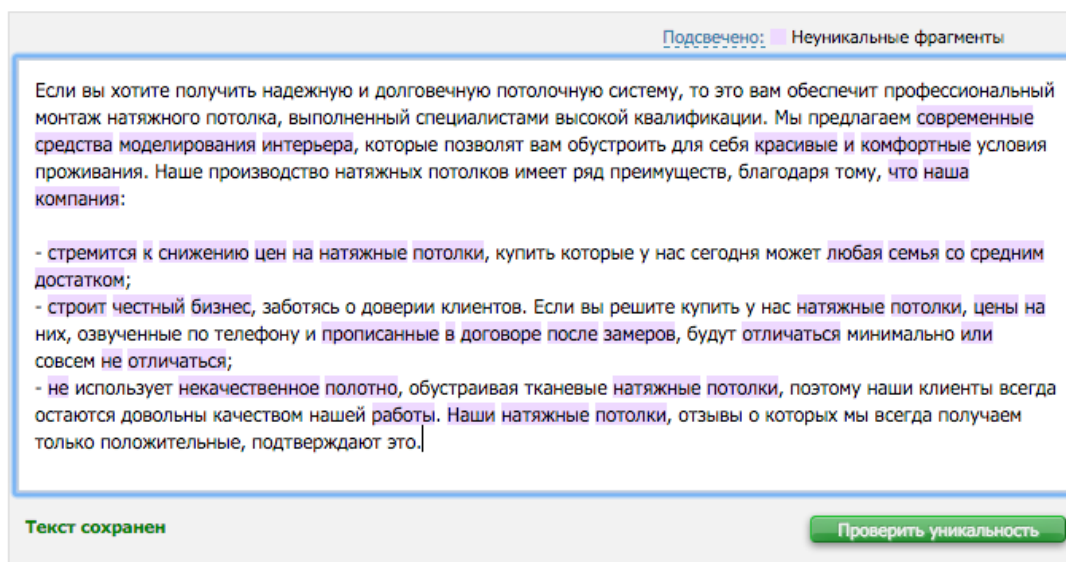 Подсвечено: Неуникальные фрагменты
Если вы хотите получить надежную и долговечную потолочную систему, то это вам обеспечит профессиональный
монтаж натяжного потолка, выполненный специалистами высокой квалификации. Мы предлагаем современные
средства моделирования интерьера, которые позволят вам обустроить для себя красивые и комфортные условия
проживания. Наше производство натяжных потолков имеет ряд преимуществ, благодаря тому, что наша
компания:
- стремится к снижению цен на натяжные потолки, купить которые у нас сегодня может любая семья со средним
достатком;
- строит честный бизнес, заботясь о доверии клиентов. Если вы решите купить у нас натяжные потолки, цены на
них, озвученные по телефону и прописанные в договоре после замеров, будут отличаться минимально или
совсем не отличаться;
- не использует некачественное полотно, обустраивая тканевые натяжные потолки, поэтому наши клиенты всегда
остаются довольны качеством нашей работы. Наши натяжные потолки, отзывы о которых мы всегда получаем
только положительные, подтверждают это.
Текст сохранен
Проверить уникальность